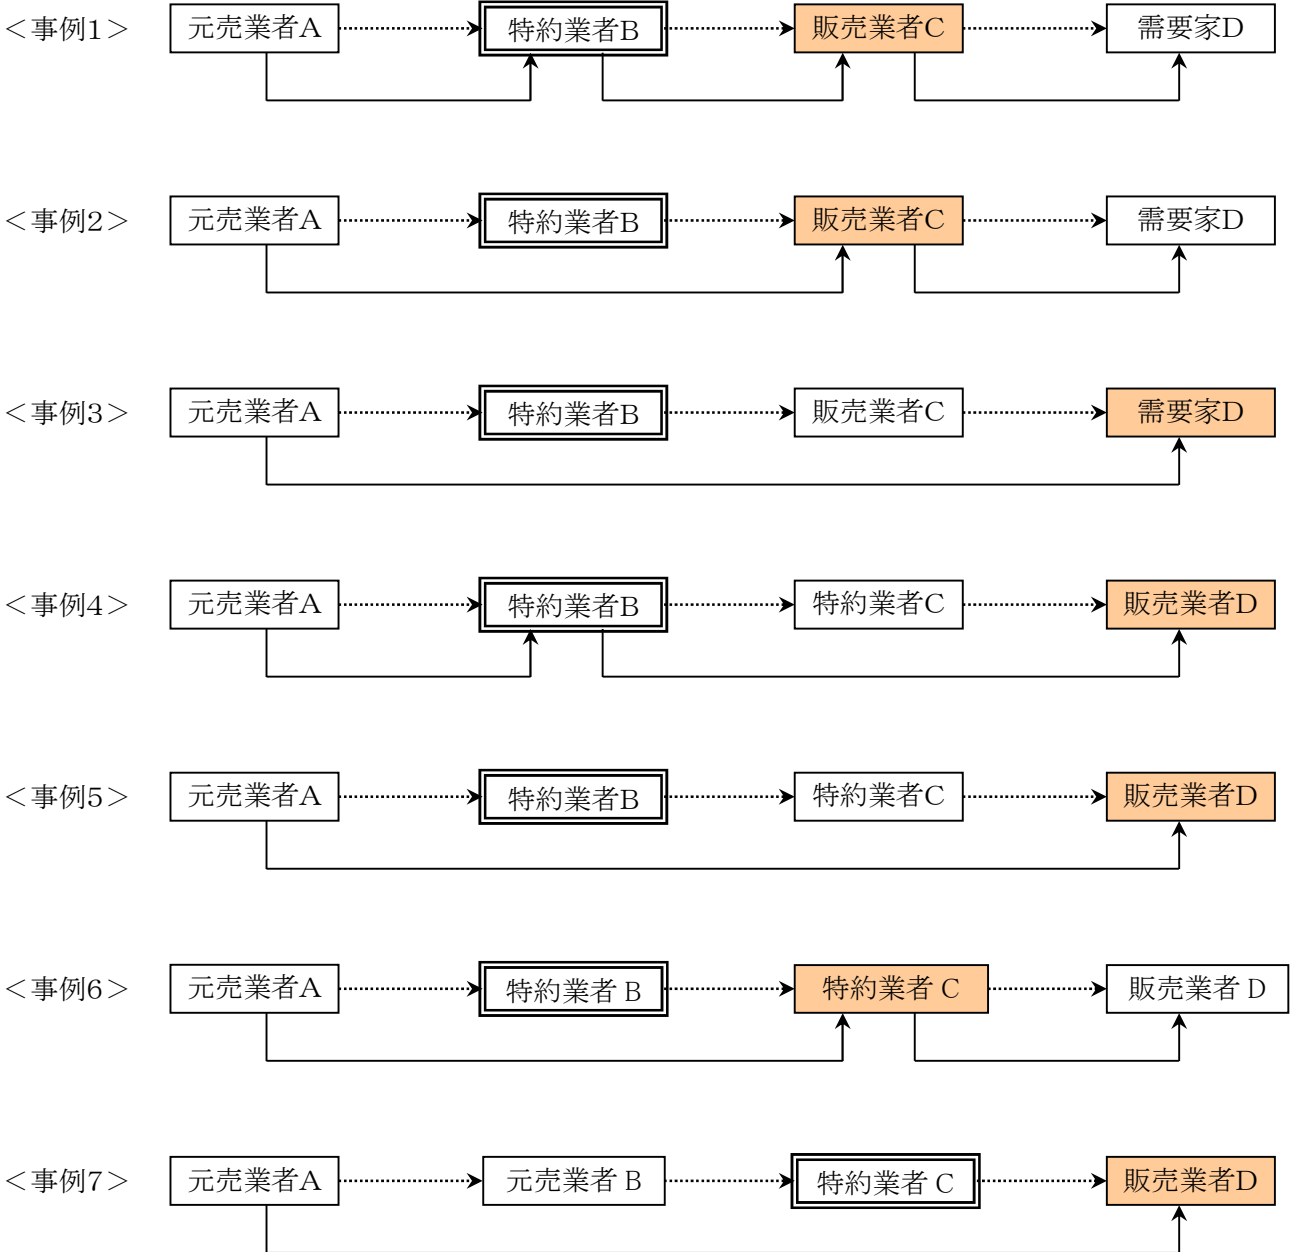 <事例1> 元売業者A 特約業者B 販売業者C 需要家D
<事例2> 元売業者A 特約業者B 販売業者C 需要家D
<事例3> 元売業者A 特約業者B 販売業者C 需要家D
<事例4> 元売業者A 特約業者B 特約業者C 販売業者D
<事例5> 元売業者A 特約業者B 特約業者C 販売業者D
<事例6> 元売業者A 特約業者 B 特約業者 C 販売業者 D
<事例7> 元売業者A 元売業者 B 特約業者 C 販売業者D